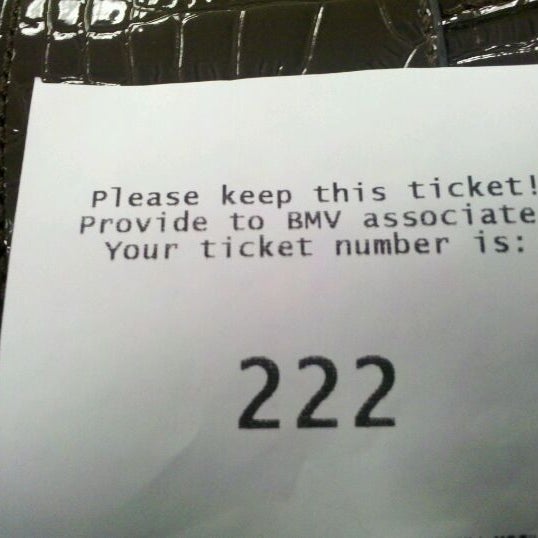 Please keep this ticket!
Provide to BMV associate
Your ticket number is:
222